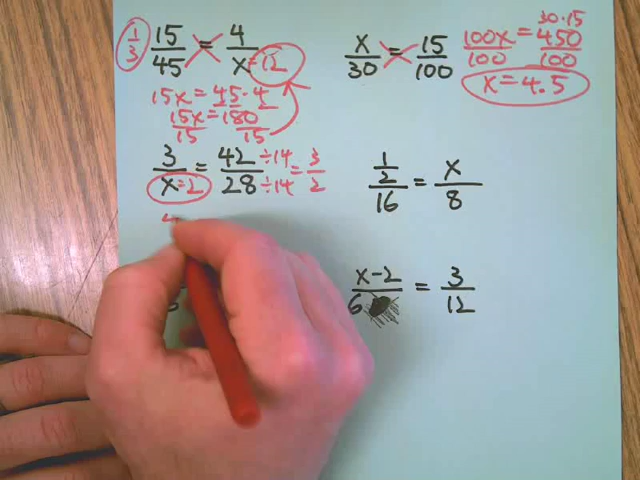 1/3 15/45 = 4/x = 12
15x = 45·4
15x/15 = 180/15
x/30 = 15/100
30·15
100x/100 = 450/100
x = 4.5
3/x=2 = 42/28 ÷14/÷14 = 3/2
1/2/16 = x/8
x-2/6 = 3/12